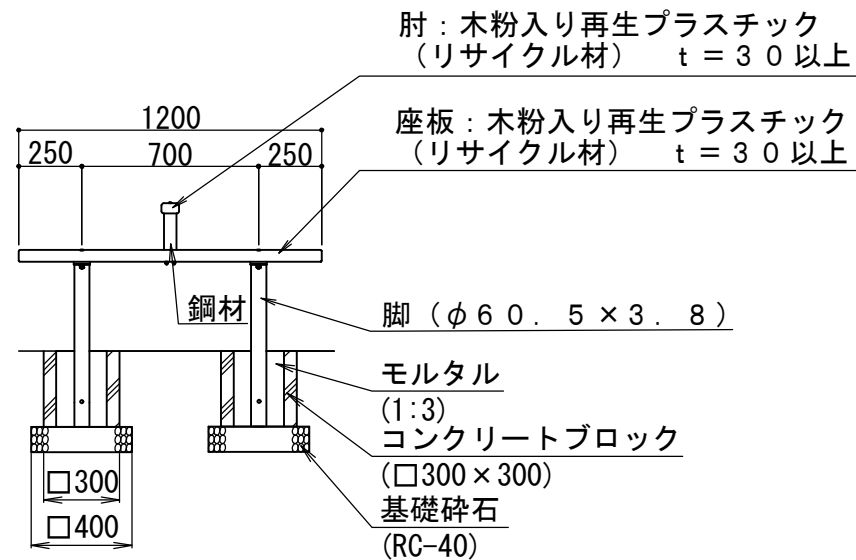 肘：木粉入り再生プラスチック
（リサイクル材）　ｔ＝３０以上
座板：木粉入り再生プラスチック
（リサイクル材）　ｔ＝３０以上
1200
250 700 250
鋼材
脚（φ６０．５×３．８）
モルタル
(1:3)
コンクリートブロック
(□300×300)
基礎砕石
(RC-40)
□300
□400